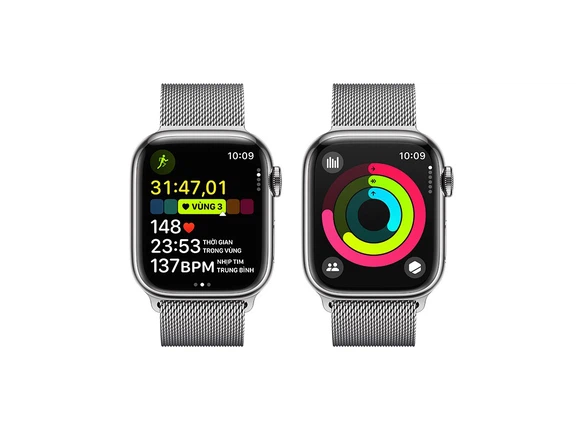 10:09
31:47,01
VÙNG 3
148
23:53 THỜI GIAN TRONG VÙNG
137BPM NHỊP TIM TRUNG BÌNH
10:09